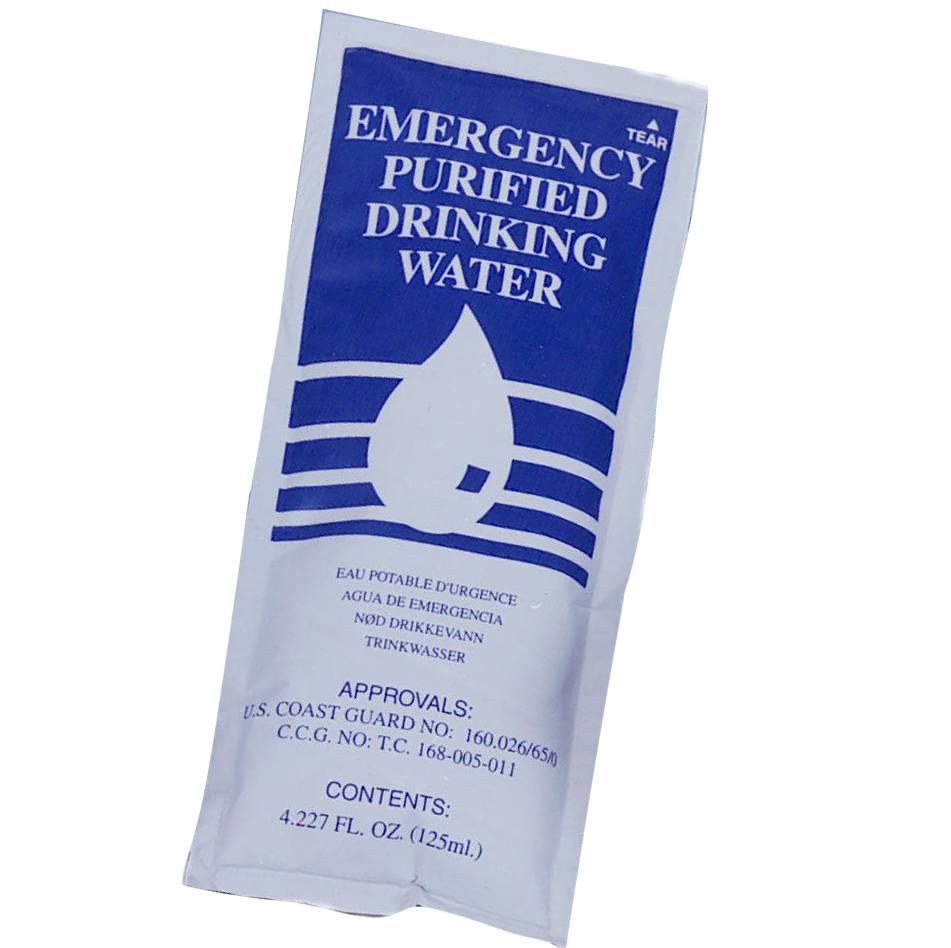 ▲
TEAR
EMERGENCY
PURIFIED
DRINKING
WATER
EAU POTABLE D'URGENCE
AGUA DE EMERGENCIA
NØD DRIKKEVANN
TRINKWASSER
APPROVALS:
U.S. COAST GUARD NO: 160.026/65/0
C.C.G. NO: T.C. 168-005-011
CONTENTS:
4.227 FL. OZ. (125ml.)